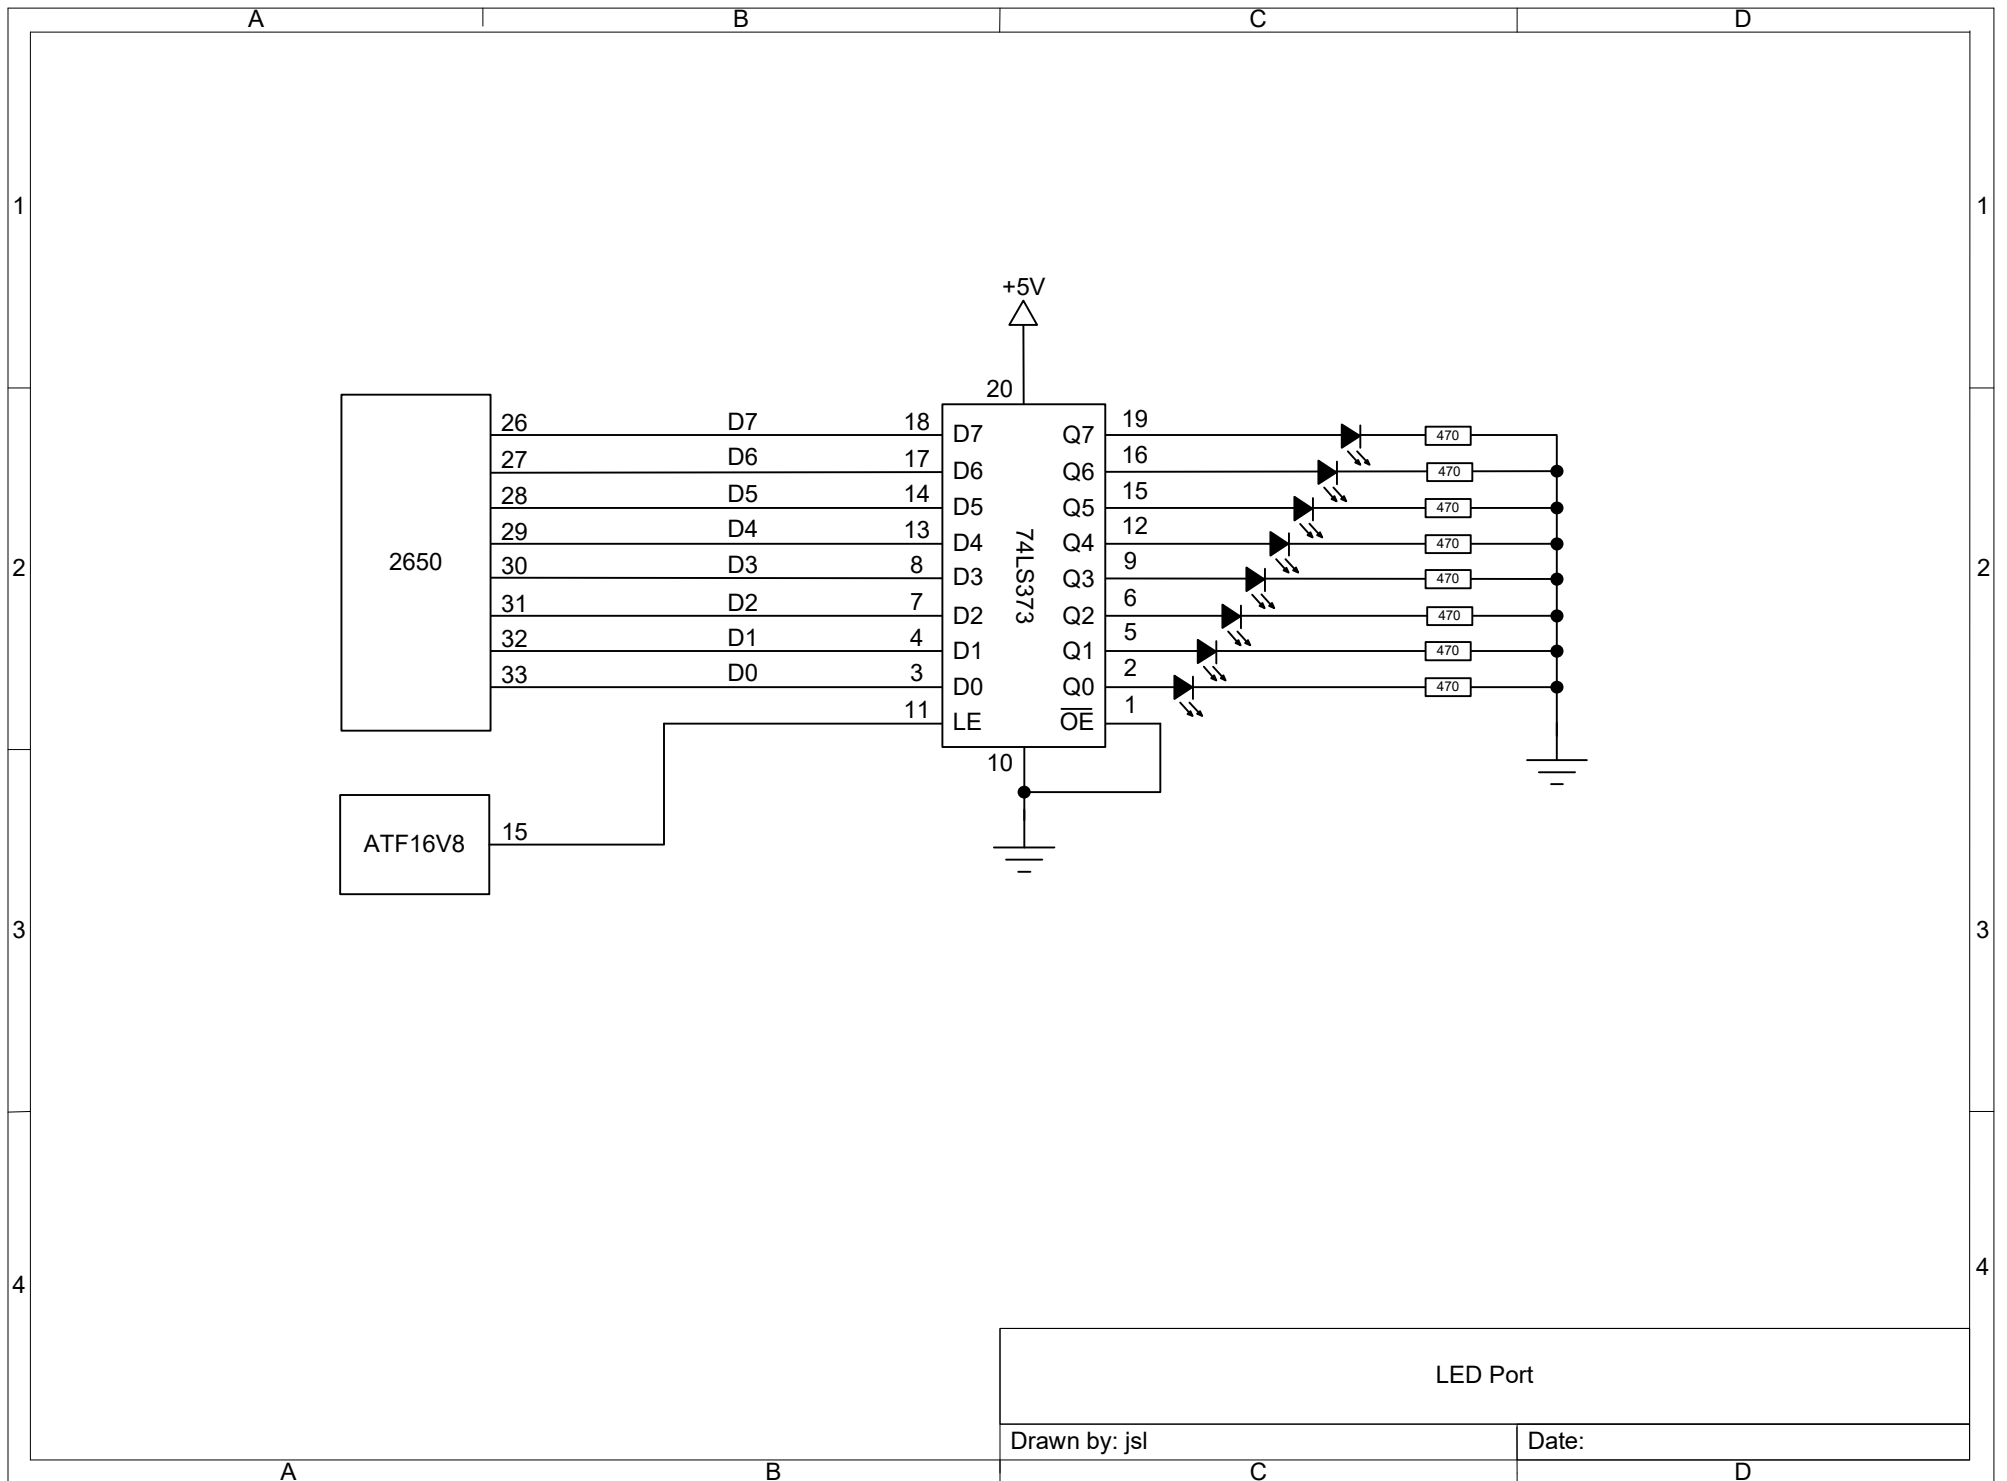 A B C D
1 1
+5V
20
26 D7 18 D7 Q7 19 470
27 D6 17 D6 Q6 16 470
28 D5 14 D5 Q5 15 470
29 D4 13 D4 Q4 12 470
2 2650 30 D3 8 D3 74LS373 Q3 9 470 2
31 D2 7 D2 Q2 6 470
32 D1 4 D1 Q1 5 470
33 D0 3 D0 Q0 2 470
11 LE O̅E̅ 1
10
ATF16V8 15
3 3
4 4
LED Port
Drawn by: jsl Date:
A B C D